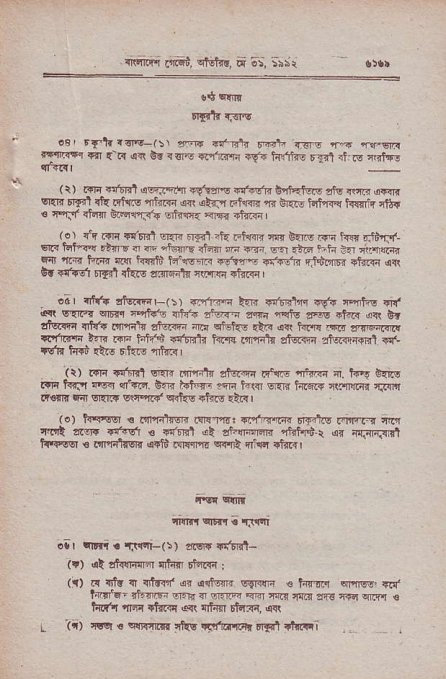 বাংলাদেশ গেজেট, অতিরিক্ত, মে ৩১, ১৯৯২ ৬১৬৯
৬ষ্ঠ অধ্যায়
চাকুরীর বৃত্তান্ত
৩৪। চাকুরীর বৃত্তান্ত—(১) প্রত্যেক কর্মচারীর চাকুরীর বৃত্তান্ত পৃথক পৃথকভাবে
রক্ষণাবেক্ষণ করা হইবে এবং উক্ত বৃত্তান্ত কর্পোরেশন কর্তৃক নির্ধারিত চাকুরী বহিতে সংরক্ষিত
থাকিবে।
(২) কোন কর্মচারী এতদুদ্দেশ্যে কর্তৃত্বপ্রাপ্ত কর্মকর্তার উপস্থিতিতে প্রতি বৎসরে একবার
তাহার চাকুরী বহি দেখিতে পারিবেন এবং এইরূপ দেখিবার পর উহাতে লিপিবদ্ধ বিষয়াদি সঠিক
ও সম্পূর্ণ বলিয়া উল্লেখপূর্বক তারিখসহ স্বাক্ষর করিবেন।
(৩) যদি কোন কর্মচারী তাহার চাকুরী বহি দেখিবার সময় উহাতে কোন বিষয় ত্রুটিপূর্ণ-
ভাবে লিপিবদ্ধ হইয়াছে বা বাদ পড়িয়াছে বলিয়া মনে করেন, তাহা হইলে তিনি উহা সংশোধনের
জন্য পনের দিনের মধ্যে বিষয়টি লিখিতভাবে কর্তৃত্বপ্রাপ্ত কর্মকর্তার দৃষ্টিগোচর করিবেন এবং
উক্ত কর্মকর্তা চাকুরী বহিতে প্রয়োজনীয় সংশোধন করিবেন।
৩৫। বার্ষিক প্রতিবেদন।—(১) কর্পোরেশন ইহার কর্মচারীগণ কর্তৃক সম্পাদিত কার্য
এবং তাহাদের আচরণ সম্পর্কিত বার্ষিক প্রতিবেদন প্রণয়ন পদ্ধতি প্রস্তুত করিবে এবং উক্ত
প্রতিবেদন বার্ষিক গোপনীয় প্রতিবেদন নামে অভিহিত হইবে এবং বিশেষ ক্ষেত্রে প্রয়োজনবোধে
কর্পোরেশন ইহার কোন নির্দিষ্ট কর্মচারীর বিশেষ গোপনীয় প্রতিবেদন প্রতিবেদনকারী কর্ম-
কর্তার নিকট হইতে চাহিতে পারিবে।
(২) কোন কর্মচারী তাহার গোপনীয় প্রতিবেদন দেখিতে পারিবেন না, কিন্তু উহাতে
কোন বিরূপ মন্তব্য থাকিলে, উহার কৈফিয়ত প্রদান কিংবা তাহার নিজেকে সংশোধনের সুযোগ
দেওয়ার জন্য তাহাকে তৎসম্পর্কে অবহিত করিতে হইবে।
(৩) বিশ্বস্ততা ও গোপনীয়তার ঘোষণাপত্র: কর্পোরেশনের চাকুরীতে যোগদানের সংগে
সংগেই প্রত্যেক কর্মকর্তা ও কর্মচারী এই প্রবিধানমালার পরিশিষ্ট-২ এর নমুনানুযায়ী
বিশ্বস্ততা ও গোপনীয়তার একটি ঘোষণাপত্র অবশ্যই দাখিল করিবে।
সপ্তম অধ্যায়
সাধারণ আচরণ ও শৃংখলা
৩৬। আচরণ ও শৃংখলা—(১) প্রত্যেক কর্মচারী—
(ক) এই প্রবিধানমালা মানিয়া চলিবেন;
(খ) যে ব্যক্তি বা ব্যক্তিবর্গ এর এখতিয়ার, তত্ত্বাবধান ও নিয়ন্ত্রণে আপাততঃ কর্মে
নিয়োজিত রহিয়াছেন তাহার বা তাহাদের দ্বারা সময়ে সময়ে প্রদত্ত সকল আদেশ ও
নির্দেশ পালন করিবেন এবং মানিয়া চলিবেন, এবং
(গ) সততা ও অধ্যবসায়ের সহিত কর্পোরেশনের চাকুরী করিবেন।